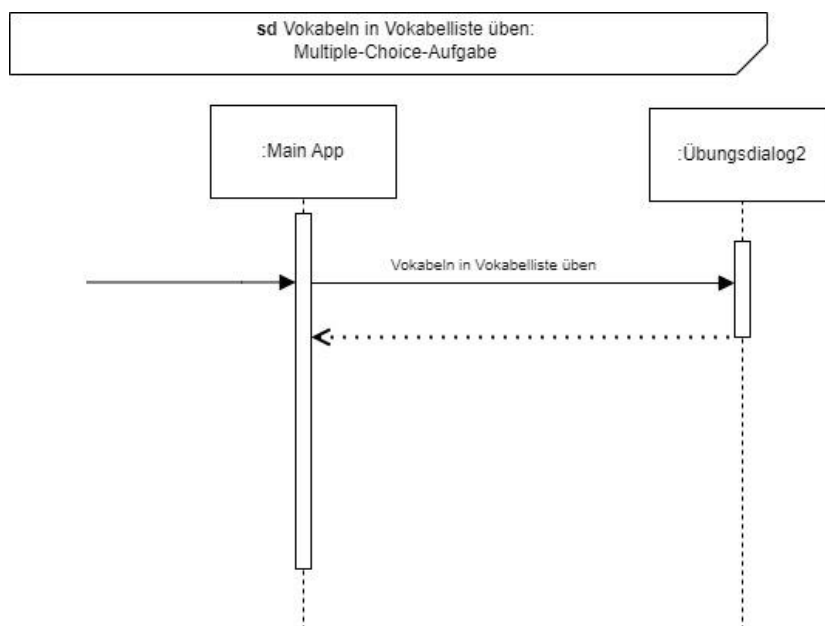 sd Vokabeln in Vokabelliste üben:
Multiple-Choice-Aufgabe
:Main App
:Übungsdialog2
Vokabeln in Vokabelliste üben